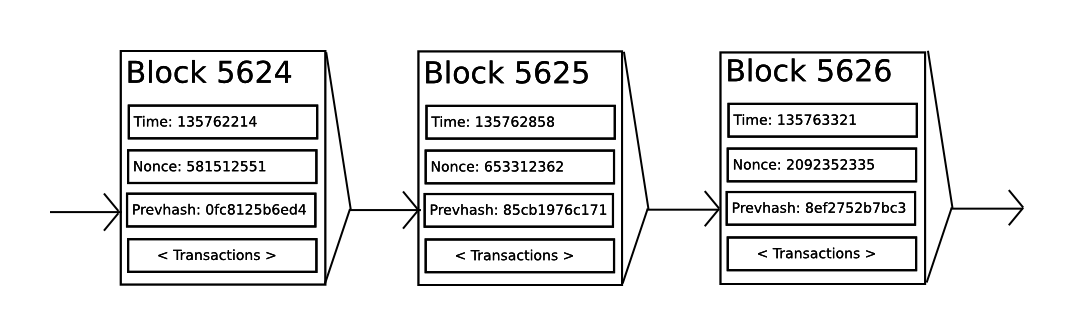 Block 5624
Time: 135762214
Nonce: 581512551
Prevhash: 0fc8125b6ed4
< Transactions >
Block 5625
Time: 135762858
Nonce: 653312362
Prevhash: 85cb1976c171
< Transactions >
Block 5626
Time: 135763321
Nonce: 2092352335
Prevhash: 8ef2752b7bc3
< Transactions >